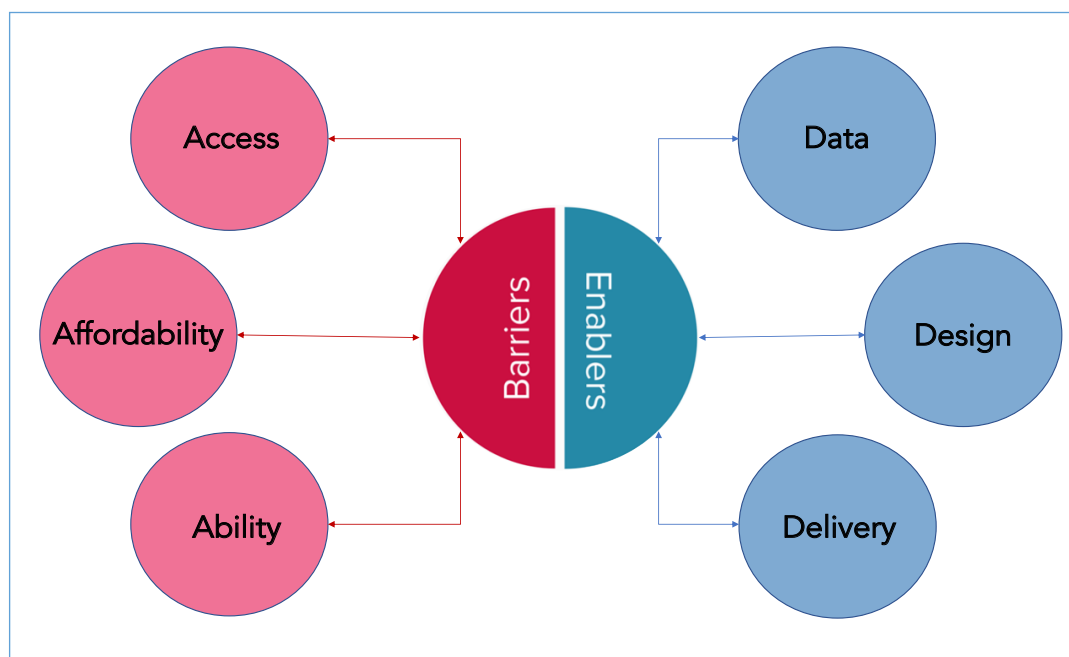 Access
Data
Affordability
Barriers
Enablers
Design
Ability
Delivery